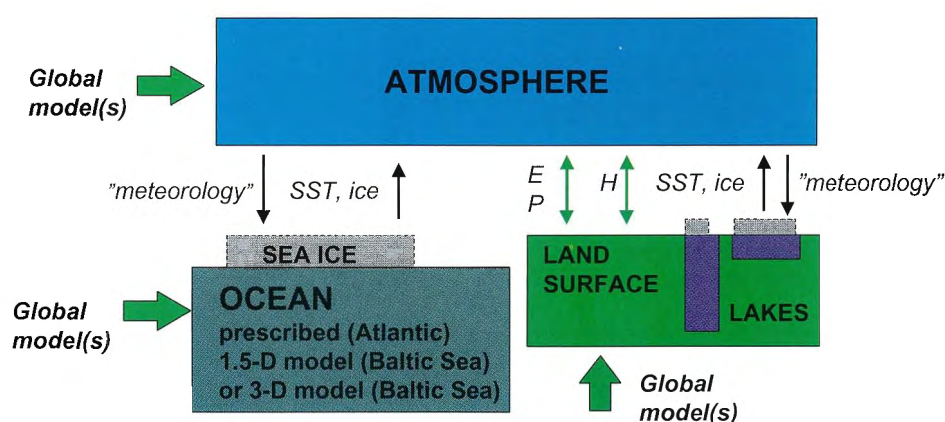 Global
model(s)
ATMOSPHERE
"meteorology"
SST, ice
E
P
H
SST, ice
"meteorology"
SEA ICE
LAND
SURFACE
LAKES
Global
model(s)
OCEAN
prescribed (Atlantic)
1.5-D model (Baltic Sea)
or 3-D model (Baltic Sea)
Global
model(s)